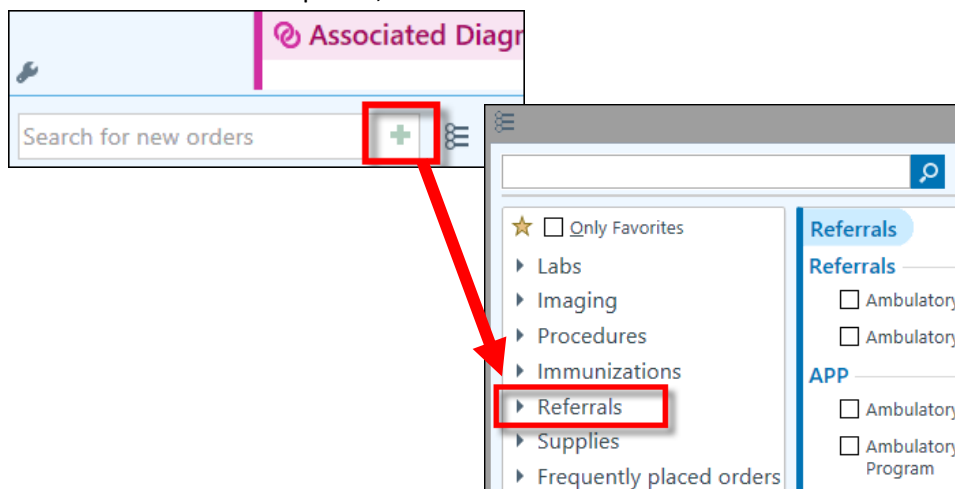 Associated Diagr
Search for new orders
Only Favorites
Labs
Imaging
Procedures
Immunizations
Referrals
Supplies
Frequently placed orders
Referrals
Referrals
Ambulatory
Ambulatory
APP
Ambulatory
Ambulatory
Program